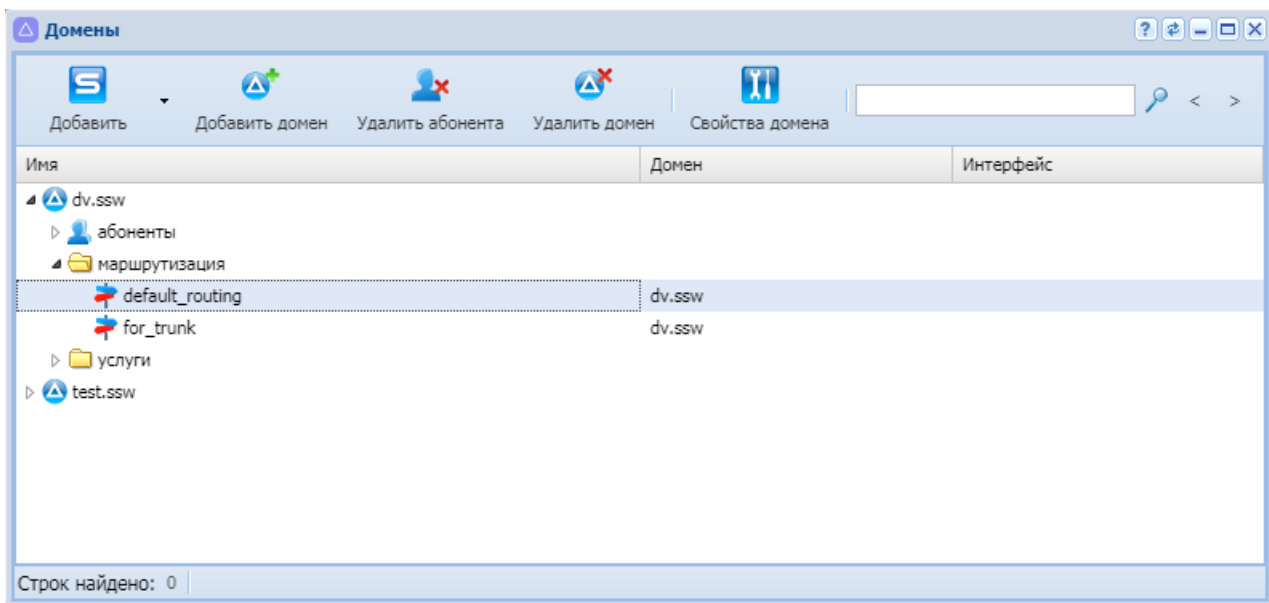 Домены
Добавить Добавить домен Удалить абонента Удалить домен Свойства домена < >
Имя Домен Интерфейс
dv.ssw
абоненты
маршрутизация
default_routing dv.ssw
for_trunk dv.ssw
услуги
test.ssw
Строк найдено: 0